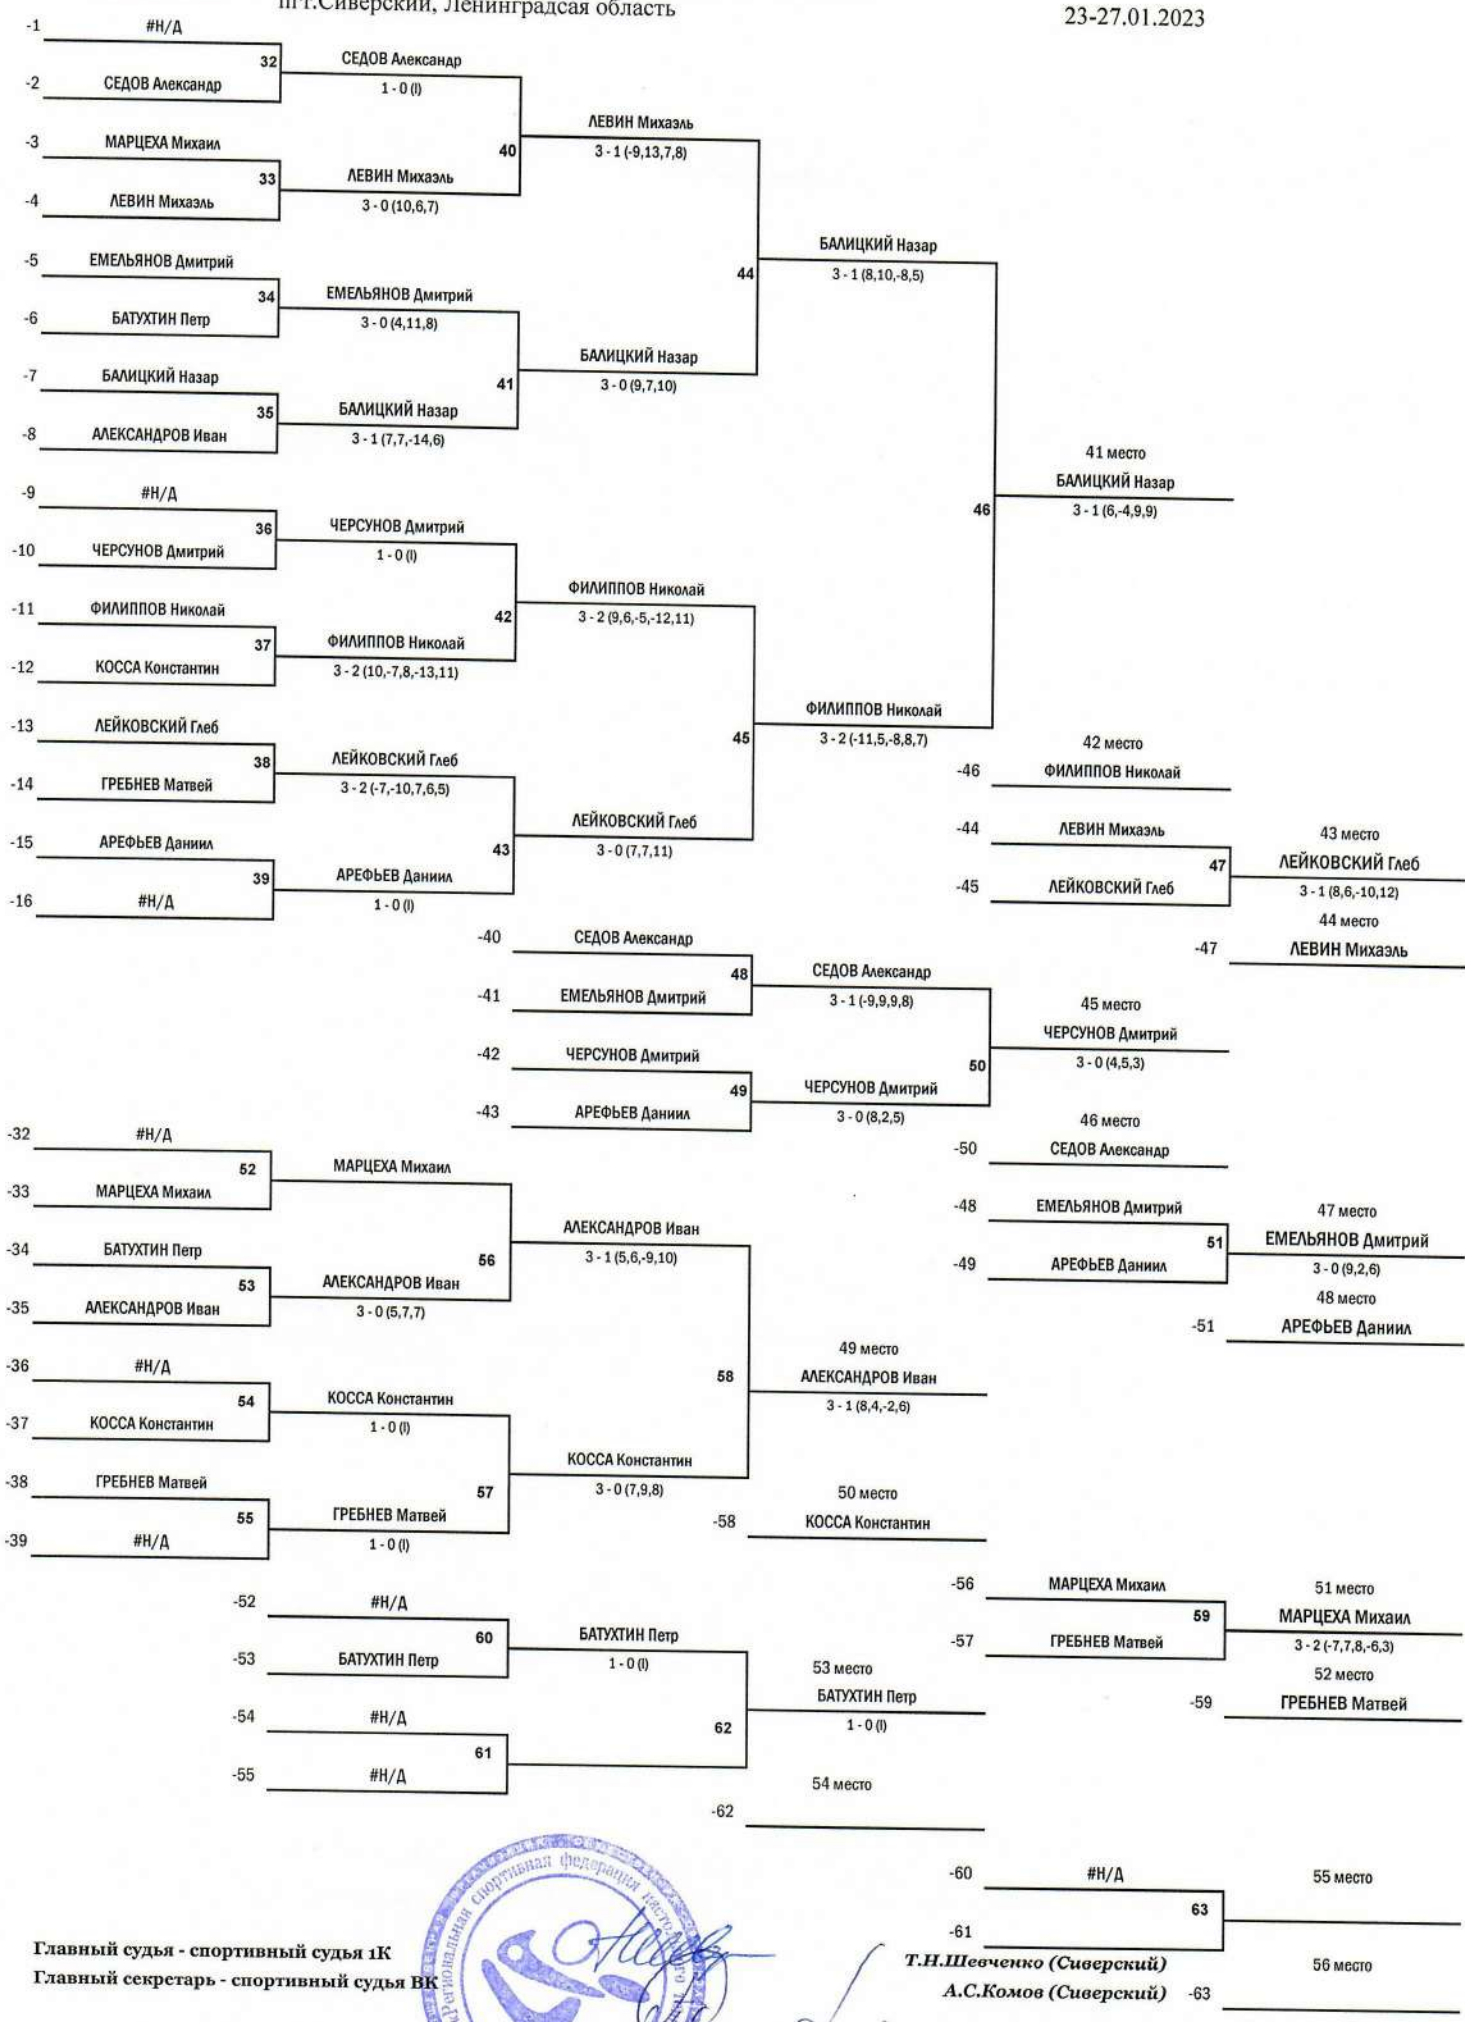 пгт.Сиверский, Ленинградсая область
23-27.01.2023
-1 #Н/Д
32 СЕДОВ Александр
-2 СЕДОВ Александр
1 - 0 (I)
ЛЕВИН Михаэль
-3 МАРЦЕХА Михаил
40
3 - 1 (-9,13,7,8)
33 ЛЕВИН Михаэль
-4 ЛЕВИН Михаэль
3 - 0 (10,6,7)
БАЛИЦКИЙ Назар
-5 ЕМЕЛЬЯНОВ Дмитрий
44
3 - 1 (8,10,-8,5)
34 ЕМЕЛЬЯНОВ Дмитрий
-6 БАТУХТИН Петр
3 - 0 (4,11,8)
БАЛИЦКИЙ Назар
-7 БАЛИЦКИЙ Назар
41
3 - 0 (9,7,10)
35 БАЛИЦКИЙ Назар
-8 АЛЕКСАНДРОВ Иван
3 - 1 (7,7,-14,6)
41 место
БАЛИЦКИЙ Назар
-9 #Н/Д
46
3 - 1 (6,-4,9,9)
36 ЧЕРСУНОВ Дмитрий
-10 ЧЕРСУНОВ Дмитрий
1 - 0 (I)
ФИЛИППОВ Николай
-11 ФИЛИППОВ Николай
42
3 - 2 (9,6,-5,-12,11)
37 ФИЛИППОВ Николай
-12 КОССА Константин
3 - 2 (10,-7,8,-13,11)
ФИЛИППОВ Николай
-13 ЛЕЙКОВСКИЙ Глеб
45
3 - 2 (-11,5,-8,8,7)
42 место
38 ЛЕЙКОВСКИЙ Глеб
-46 ФИЛИППОВ Николай
-14 ГРЕБНЕВ Матвей
3 - 2 (-7,-10,7,6,5)
ЛЕЙКОВСКИЙ Глеб
-44 ЛЕВИН Михаэль
43 место
-15 АРЕФЬЕВ Даниил
43
3 - 0 (7,7,11)
47 ЛЕЙКОВСКИЙ Глеб
39 АРЕФЬЕВ Даниил
-45 ЛЕЙКОВСКИЙ Глеб
3 - 1 (8,6,-10,12)
-16 #Н/Д
1 - 0 (I)
44 место
-40 СЕДОВ Александр
-47 ЛЕВИН Михаэль
48 СЕДОВ Александр
-41 ЕМЕЛЬЯНОВ Дмитрий
3 - 1 (-9,9,9,8)
45 место
ЧЕРСУНОВ Дмитрий
-42 ЧЕРСУНОВ Дмитрий
50
3 - 0 (4,5,3)
49 ЧЕРСУНОВ Дмитрий
-43 АРЕФЬЕВ Даниил
3 - 0 (8,2,5)
46 место
-32 #Н/Д
-50 СЕДОВ Александр
52 МАРЦЕХА Михаил
-33 МАРЦЕХА Михаил
-48 ЕМЕЛЬЯНОВ Дмитрий
47 место
АЛЕКСАНДРОВ Иван
51 ЕМЕЛЬЯНОВ Дмитрий
-34 БАТУХТИН Петр
56
3 - 1 (5,6,-9,10)
-49 АРЕФЬЕВ Даниил
3 - 0 (9,2,6)
53 АЛЕКСАНДРОВ Иван
48 место
-35 АЛЕКСАНДРОВ Иван
3 - 0 (5,7,7)
-51 АРЕФЬЕВ Даниил
49 место
-36 #Н/Д
58 АЛЕКСАНДРОВ Иван
54 КОССА Константин
3 - 1 (8,4,-2,6)
-37 КОССА Константин
1 - 0 (I)
КОССА Константин
-38 ГРЕБНЕВ Матвей
57
3 - 0 (7,9,8)
50 место
55 ГРЕБНЕВ Матвей
-58 КОССА Константин
-39 #Н/Д
1 - 0 (I)
-56 МАРЦЕХА Михаил
51 место
-52 #Н/Д
59 МАРЦЕХА Михаил
60 БАТУХТИН Петр
-57 ГРЕБНЕВ Матвей
3 - 2 (-7,7,8,-6,3)
-53 БАТУХТИН Петр
1 - 0 (I)
53 место
52 место
БАТУХТИН Петр
-59 ГРЕБНЕВ Матвей
-54 #Н/Д
62
1 - 0 (I)
61
-55 #Н/Д
54 место
-62
-60 #Н/Д
55 место
63
-61
Главный судья - спортивный судья 1К
Т.Н.Шевченко (Сиверский)
56 место
Главный секретарь - спортивный судья ВК
А.С.Комов (Сиверский)
-63
Региональная спортивная федерация